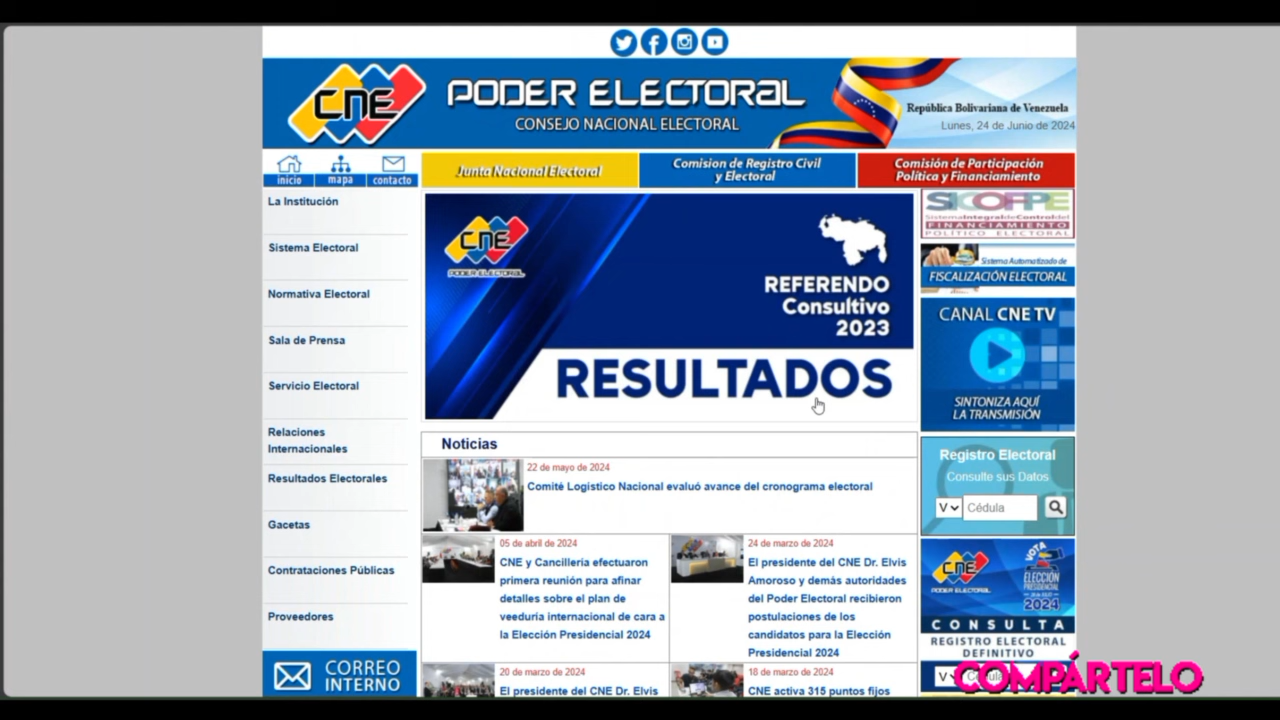 CNE
PODER ELECTORAL
CONSEJO NACIONAL ELECTORAL
República Bolivariana de Venezuela
Lunes, 24 de Junio de 2024
inicio
mapa
contacto
Junta Nacional Electoral
Comision de Registro Civil
y Electoral
Comisión de Participación
Política y Financiamiento
La Institución
Sistema Electoral
Normativa Electoral
Sala de Prensa
Servicio Electoral
Relaciones
Internacionales
Resultados Electorales
Gacetas
Contrataciones Públicas
Proveedores
CORREO
INTERNO
CNE
PODER ELECTORAL
REFERENDO
Consultivo
2023
RESULTADOS
Noticias
22 de mayo de 2024
Comité Logístico Nacional evaluó avance del cronograma electoral
05 de abril de 2024
CNE y Cancillería efectuaron
primera reunión para afinar
detalles sobre el plan de
veeduría internacional de cara a
la Elección Presidencial 2024
24 de marzo de 2024
El presidente del CNE Dr. Elvis
Amoroso y demás autoridades
del Poder Electoral recibieron
postulaciones de los
candidatos para la Elección
Presidencial 2024
20 de marzo de 2024
El presidente del CNE Dr. Elvis
18 de marzo de 2024
CNE activa 315 puntos fijos
SICOFPE
Sistema Integral de Control del
FINANCIAMIENTO
POLÍTICO ELECTORAL
Sistema Automatizado de
FISCALIZACIÓN ELECTORAL
CANAL CNE TV
SINTONIZA AQUÍ
LA TRANSMISIÓN
Registro Electoral
Consulte sus Datos
V
Cédula
CNE
PODER ELECTORAL
VOTA
ELECCIÓN
PRESIDENCIAL
2024
CONSULTA
REGISTRO ELECTORAL
DEFINITIVO
V
COMPÁRTELO